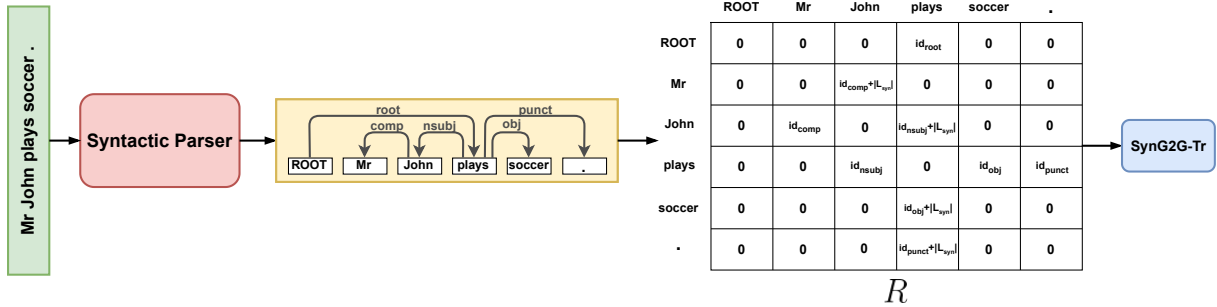 Mr John plays soccer .
Syntactic Parser
root punct
comp nsubj obj
ROOT Mr John plays soccer .
ROOT Mr John plays soccer .
ROOT 0 0 0 id_root 0 0
Mr 0 0 id_comp+|L_syn| 0 0 0
John 0 id_comp 0 id_nsubj+|L_syn| 0 0
plays 0 0 id_nsubj 0 id_obj id_punct
soccer 0 0 0 id_obj+|L_syn| 0 0
. 0 0 0 id_punct+|L_syn| 0 0
R
SynG2G-Tr